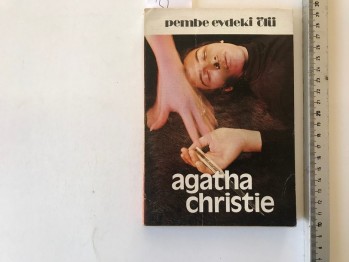 pembe evdeki ölü
agatha
christie